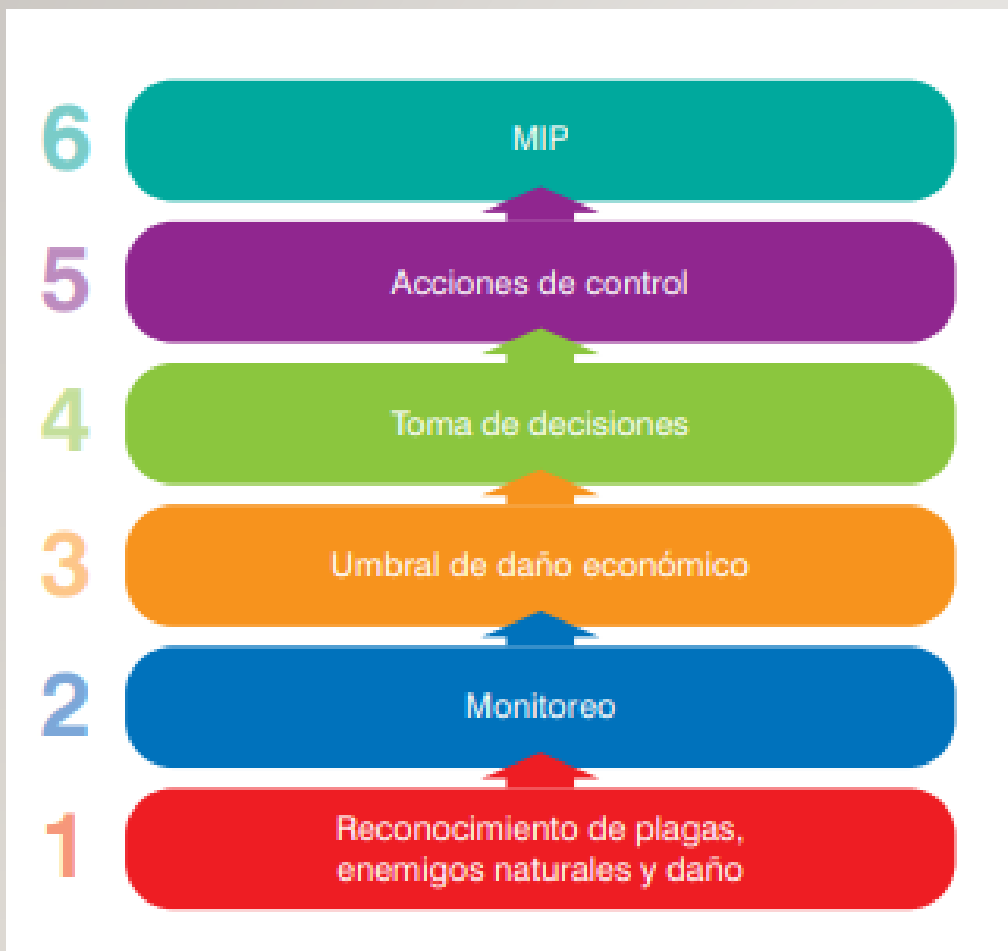 6
MIP
5
Acciones de control
4
Toma de decisiones
3
Umbral de daño económico
2
Monitoreo
1
Reconocimiento de plagas,
enemigos naturales y daño